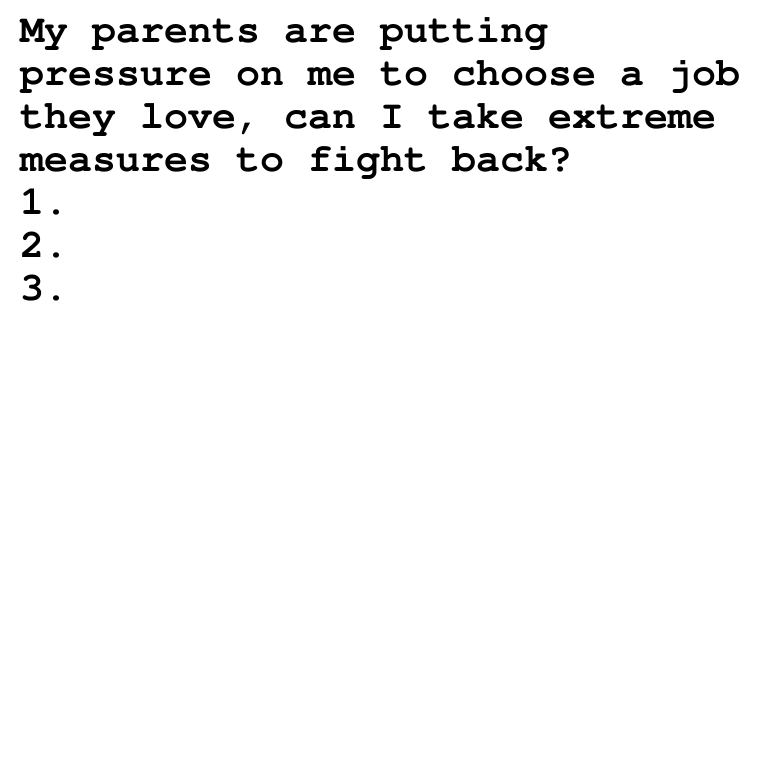 My parents are putting
pressure on me to choose a job
they love, can I take extreme
measures to fight back?
1.
2.
3.